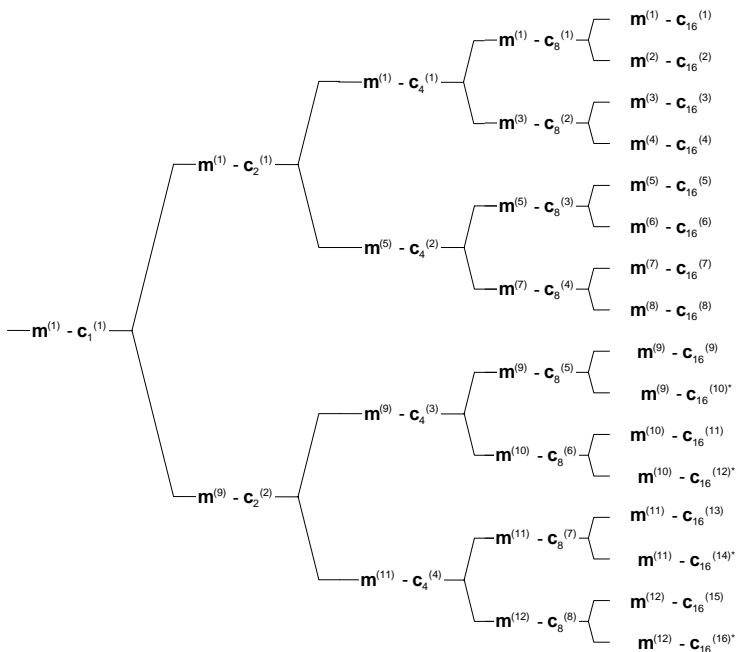 m(1) - c16(1)
m(1) - c8(1)
m(2) - c16(2)
m(1) - c4(1)
m(3) - c16(3)
m(3) - c8(2)
m(4) - c16(4)
m(1) - c2(1)
m(5) - c16(5)
m(5) - c8(3)
m(6) - c16(6)
m(5) - c4(2)
m(7) - c16(7)
m(7) - c8(4)
m(8) - c16(8)
m(1) - c1(1)
m(9) - c16(9)
m(9) - c8(5)
m(9) - c16(10)*
m(9) - c4(3)
m(10) - c16(11)
m(10) - c8(6)
m(10) - c16(12)*
m(9) - c2(2)
m(11) - c16(13)
m(11) - c8(7)
m(11) - c16(14)*
m(11) - c4(4)
m(12) - c16(15)
m(12) - c8(8)
m(12) - c16(16)*